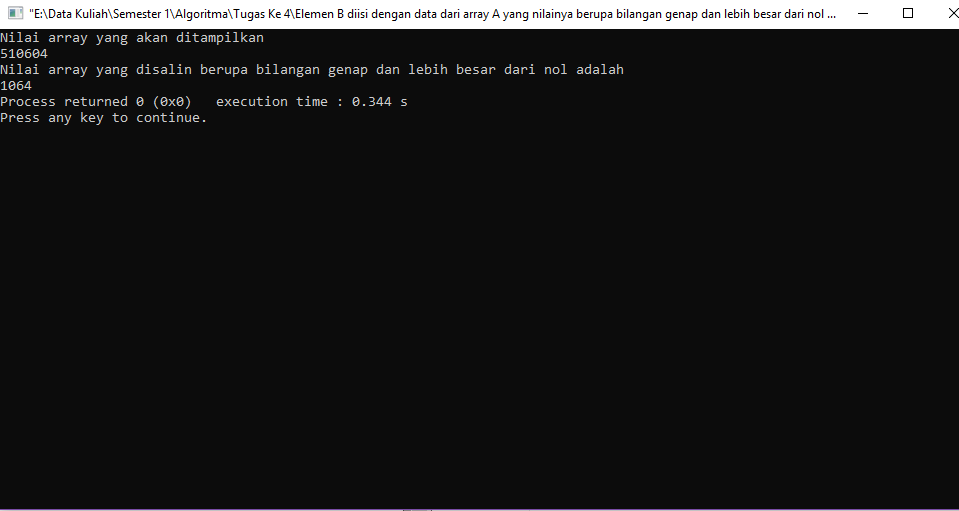 "E:\Data Kuliah\Semester 1\Algoritma\Tugas Ke 4\Elemen B diisi dengan data dari array A yang nilainya berupa bilangan genap dan lebih besar dari nol ...
Nilai array yang akan ditampilkan
510604
Nilai array yang disalin berupa bilangan genap dan lebih besar dari nol adalah
1064
Process returned 0 (0x0)   execution time : 0.344 s
Press any key to continue.